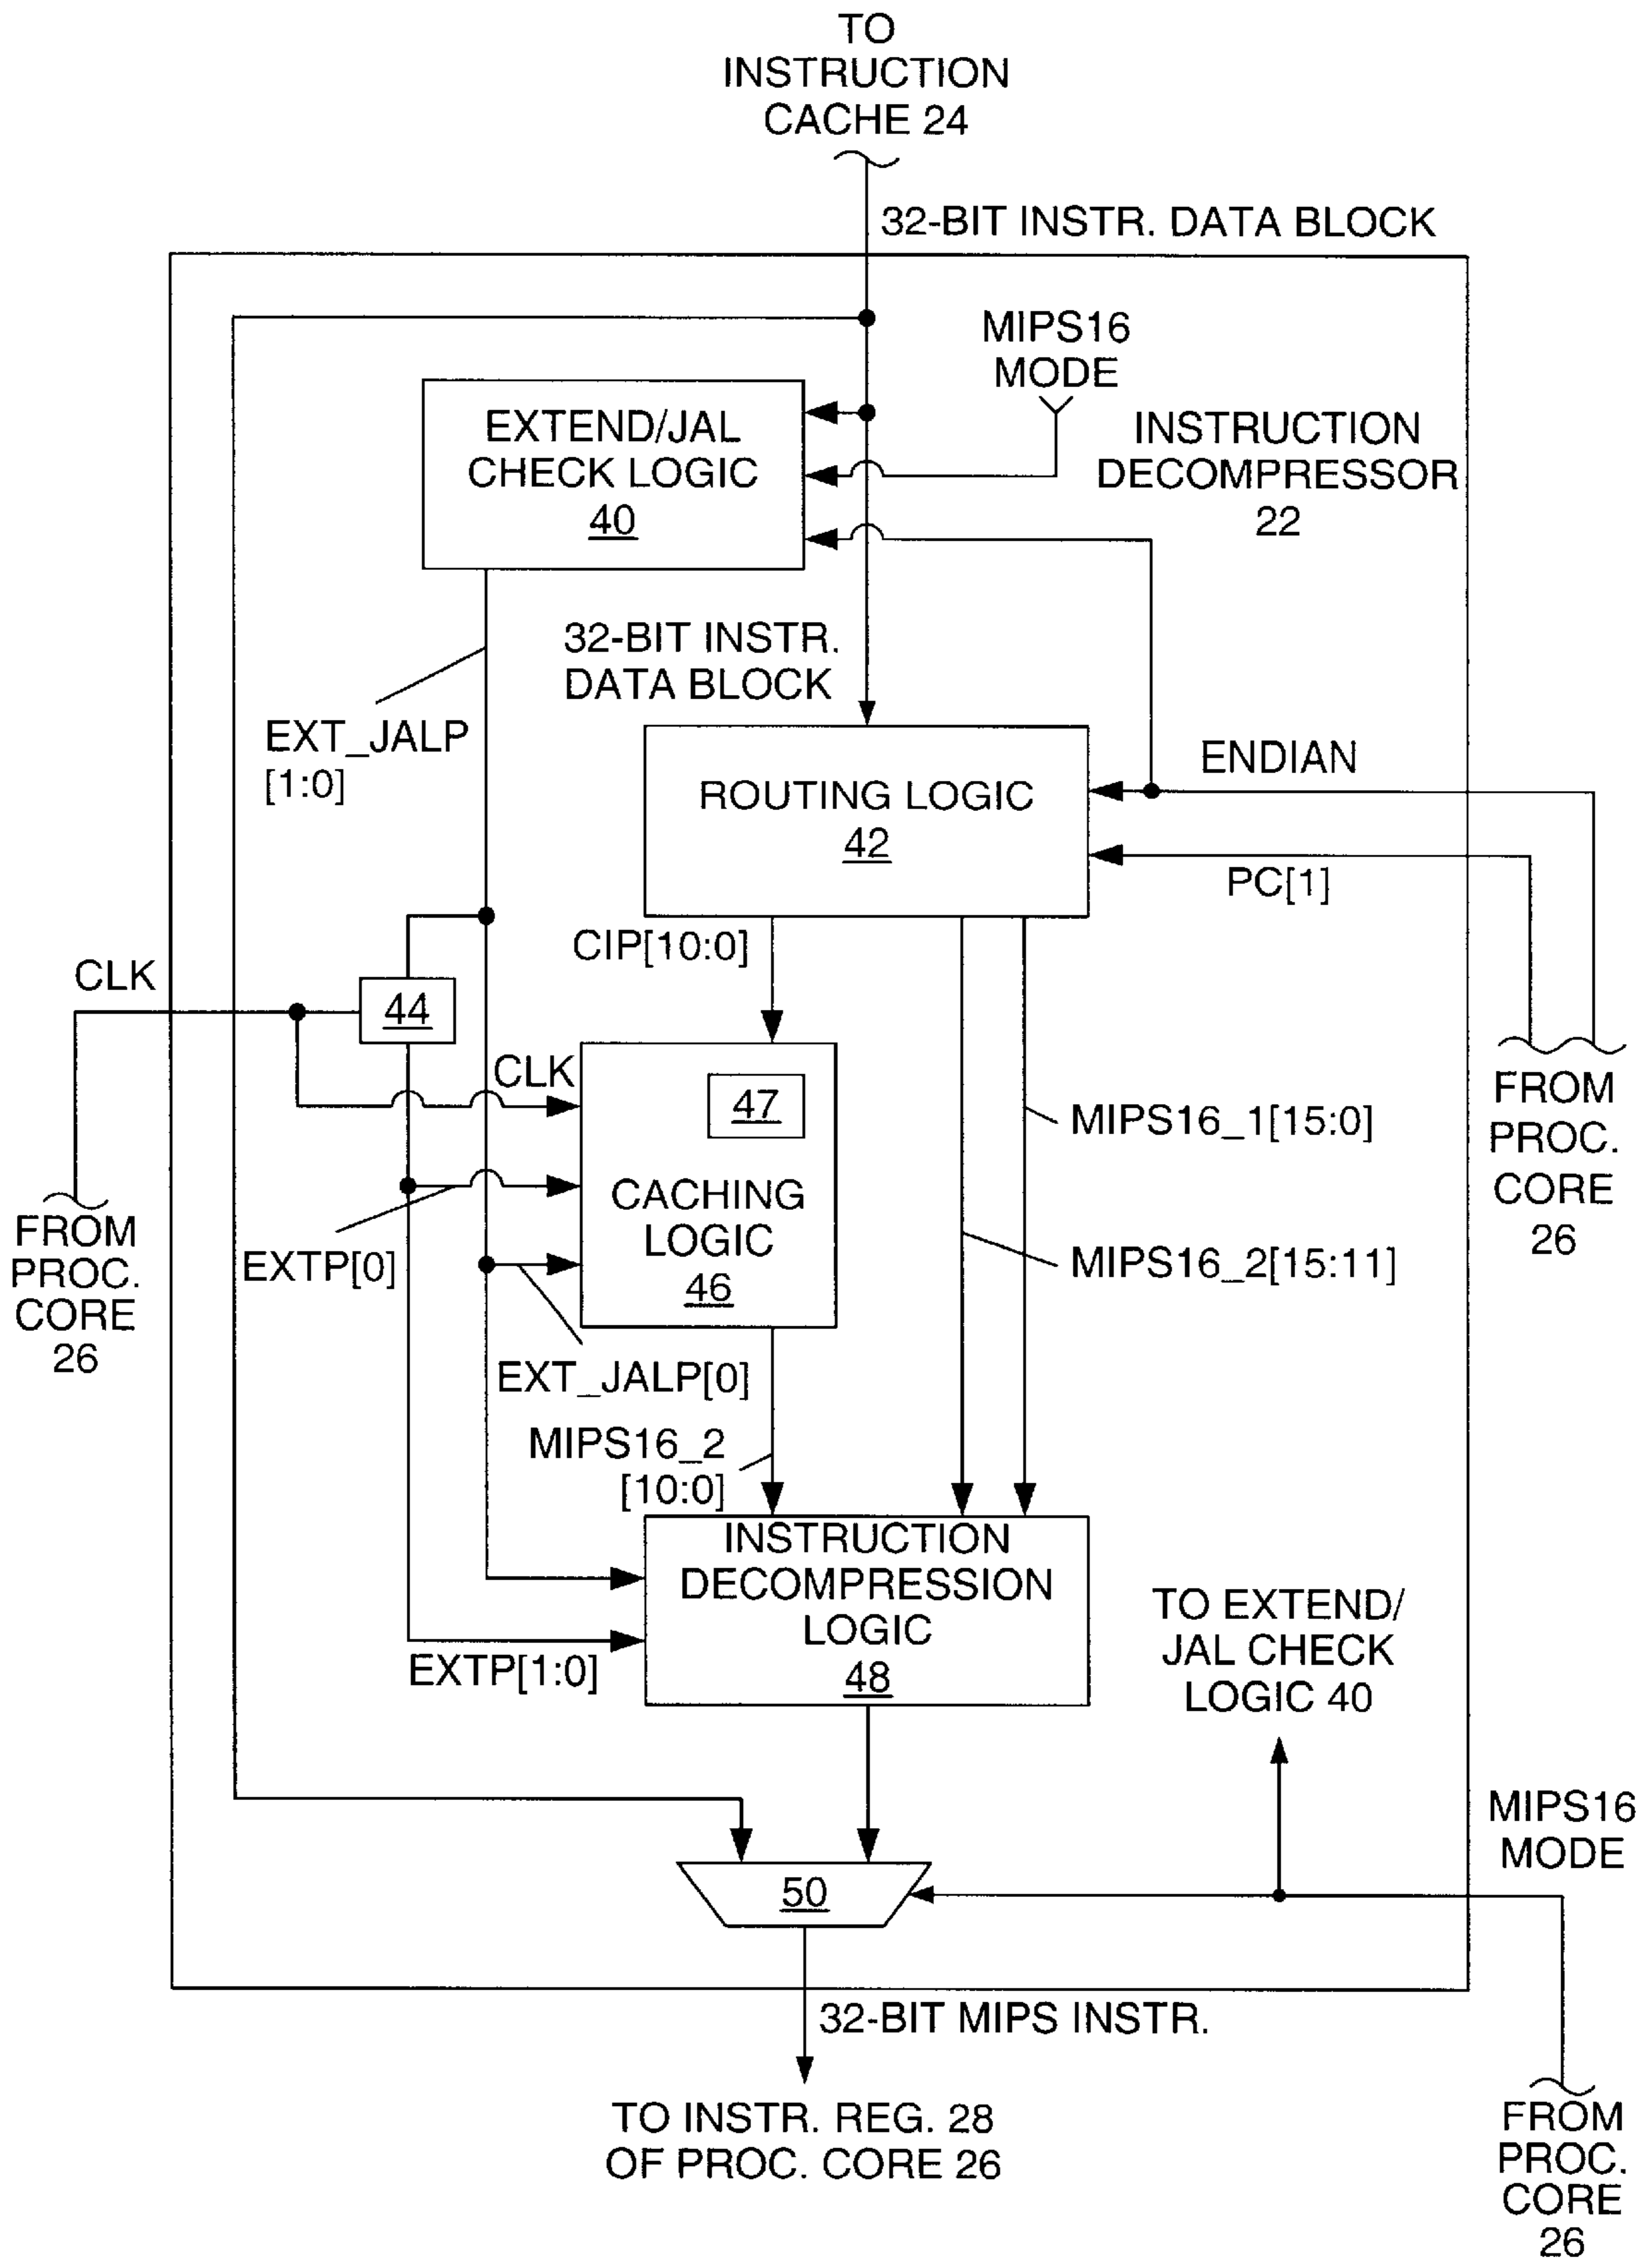 TO
INSTRUCTION
CACHE 24
32-BIT INSTR. DATA BLOCK
MIPS16
MODE
EXTEND/JAL
CHECK LOGIC
40
INSTRUCTION
DECOMPRESSOR
22
32-BIT INSTR.
DATA BLOCK
EXT_JALP
[1:0]
ROUTING LOGIC
42
ENDIAN
PC[1]
CIP[10:0]
CLK
44
CLK
47
CACHING
LOGIC
46
MIPS16_1[15:0]
MIPS16_2[15:11]
FROM
PROC.
CORE
26
FROM
PROC.
CORE
26
EXTP[0]
EXT_JALP[0]
MIPS16_2
[10:0]
INSTRUCTION
DECOMPRESSION
LOGIC
48
EXTP[1:0]
TO EXTEND/
JAL CHECK
LOGIC 40
MIPS16
MODE
50
32-BIT MIPS INSTR.
TO INSTR. REG. 28
OF PROC. CORE 26
FROM
PROC.
CORE
26